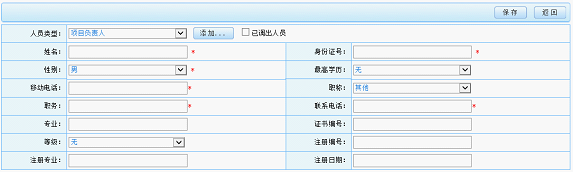 保存 返回
人员类型： 项目负责人 添加... 已调出人员
姓名： * 身份证号： *
性别： 男 * 最高学历： 无
移动电话： * 职称： 其他
职务： * 联系电话： *
专业： 证书编号：
等级： 无 注册编号：
注册专业： 注册日期：